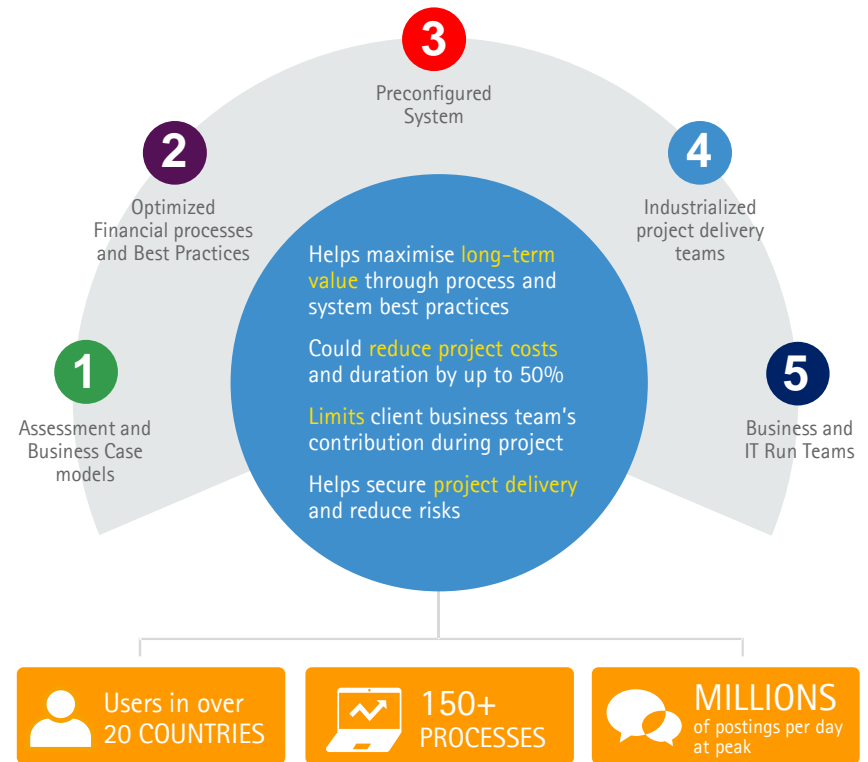 1
Assessment and
Business Case
models
2
Optimized
Financial processes
and Best Practices
3
Preconfigured
System
4
Industrialized
project delivery
teams
5
Business and
IT Run Teams
Helps maximise long-term
value through process and
system best practices
Could reduce project costs
and duration by up to 50%
Limits client business team's
contribution during project
Helps secure project delivery
and reduce risks
Users in over
20 COUNTRIES
150+
PROCESSES
MILLIONS
of postings per day
at peak